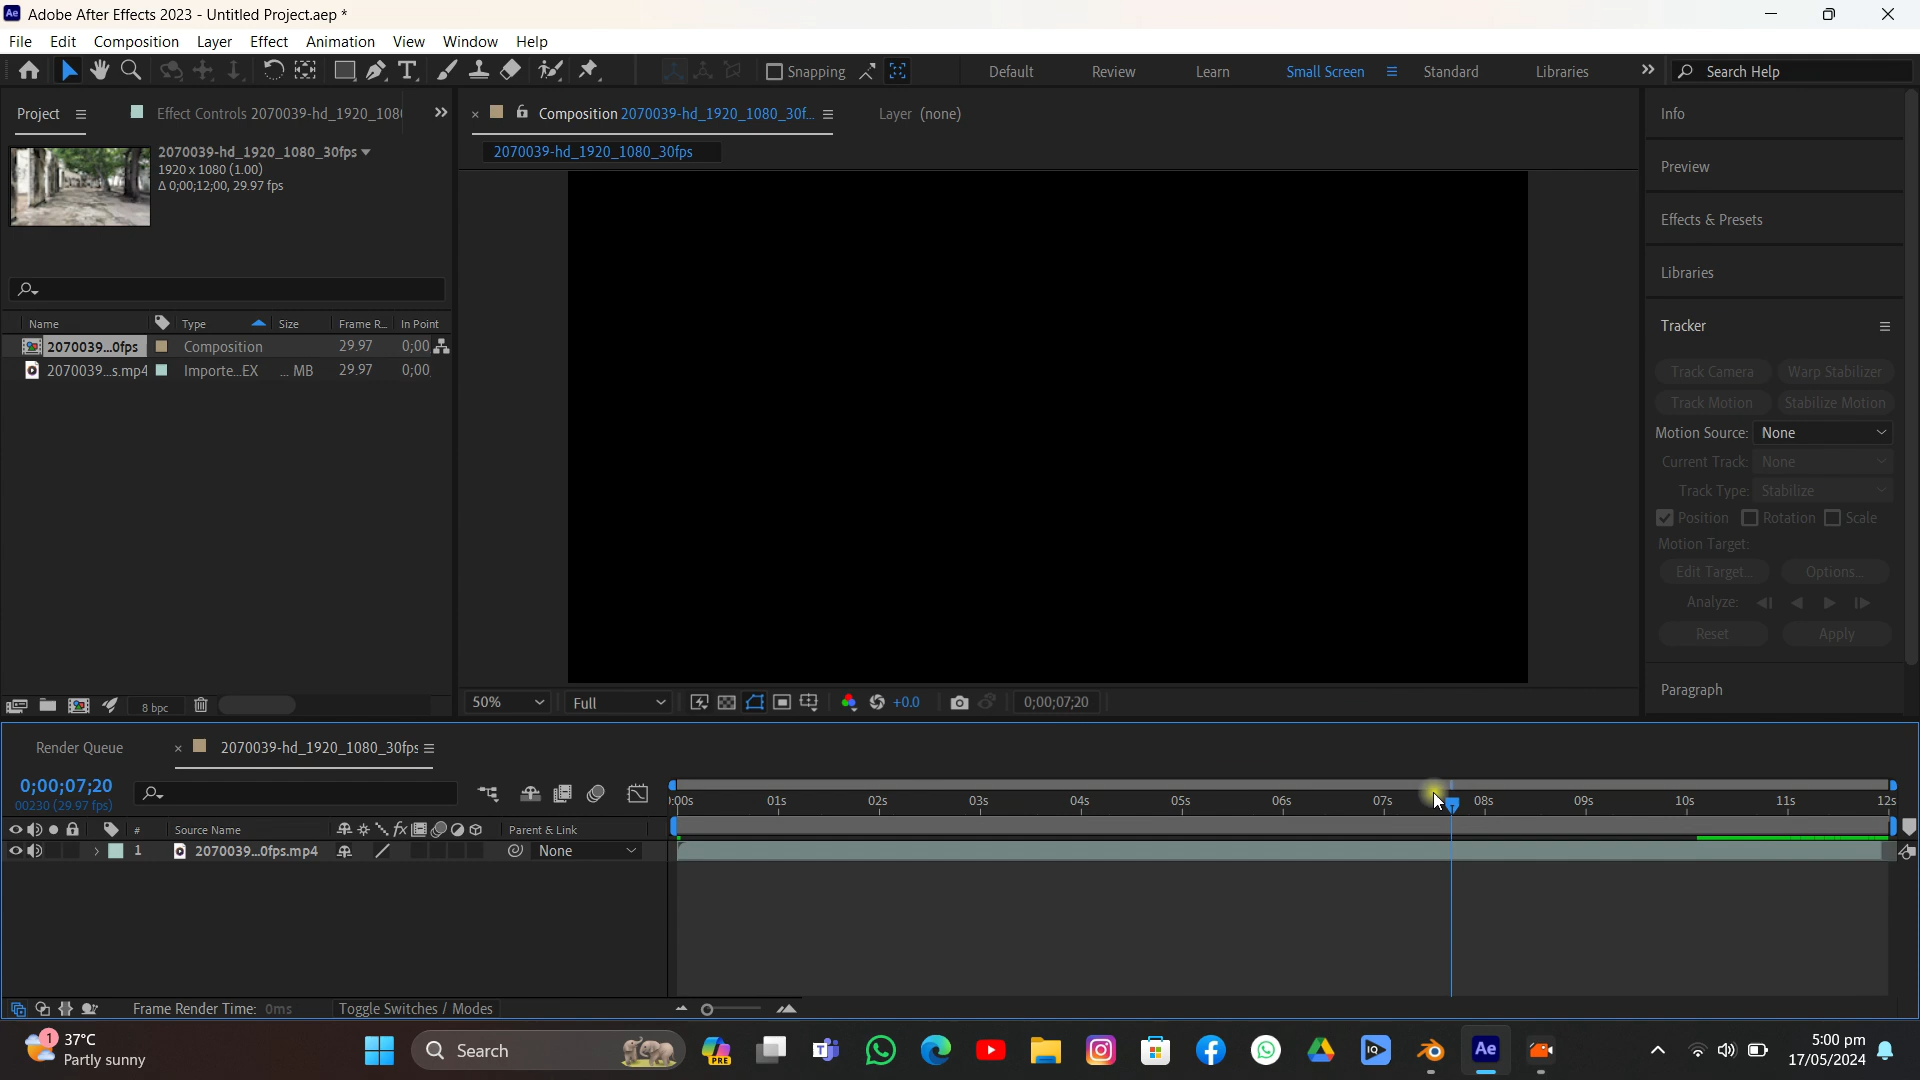 Adobe After Effects 2023 - Untitled Project.aep *
File Edit Composition Layer Effect Animation View Window Help
Snapping Default Review Learn Small Screen Standard Libraries Search Help
Project Effect Controls 2070039-hd_1920_108
Composition 2070039-hd_1920_1080_30f... Layer (none)
2070039-hd_1920_1080_30fps
2070039-hd_1920_1080_30fps
1920 x 1080 (1.00)
Δ 0;00;12;00, 29.97 fps
Name Type Size Frame R... In Point
2070039...0fps Composition 29.97 0;00
2070039...s.mp4 Importe...EX ... MB 29.97 0;00
8 bpc
50% Full +0.0 0;00;07;20
Info
Preview
Effects & Presets
Libraries
Tracker
Track Camera Warp Stabilizer
Track Motion Stabilize Motion
Motion Source: None
Current Track: None
Track Type: Stabilize
Position Rotation Scale
Motion Target:
Edit Target... Options...
Analyze:
Reset Apply
Paragraph
Render Queue 2070039-hd_1920_1080_30fps
0;00;07;20
00230 (29.97 fps)
:00s 01s 02s 03s 04s 05s 06s 07s 08s 09s 10s 11s 12s
# Source Name fx Parent & Link
1 2070039...0fps.mp4 None
Frame Render Time: 0ms Toggle Switches / Modes
1 37°C
Partly sunny
Search
PRE
IQ
Ae
5:00 pm
17/05/2024